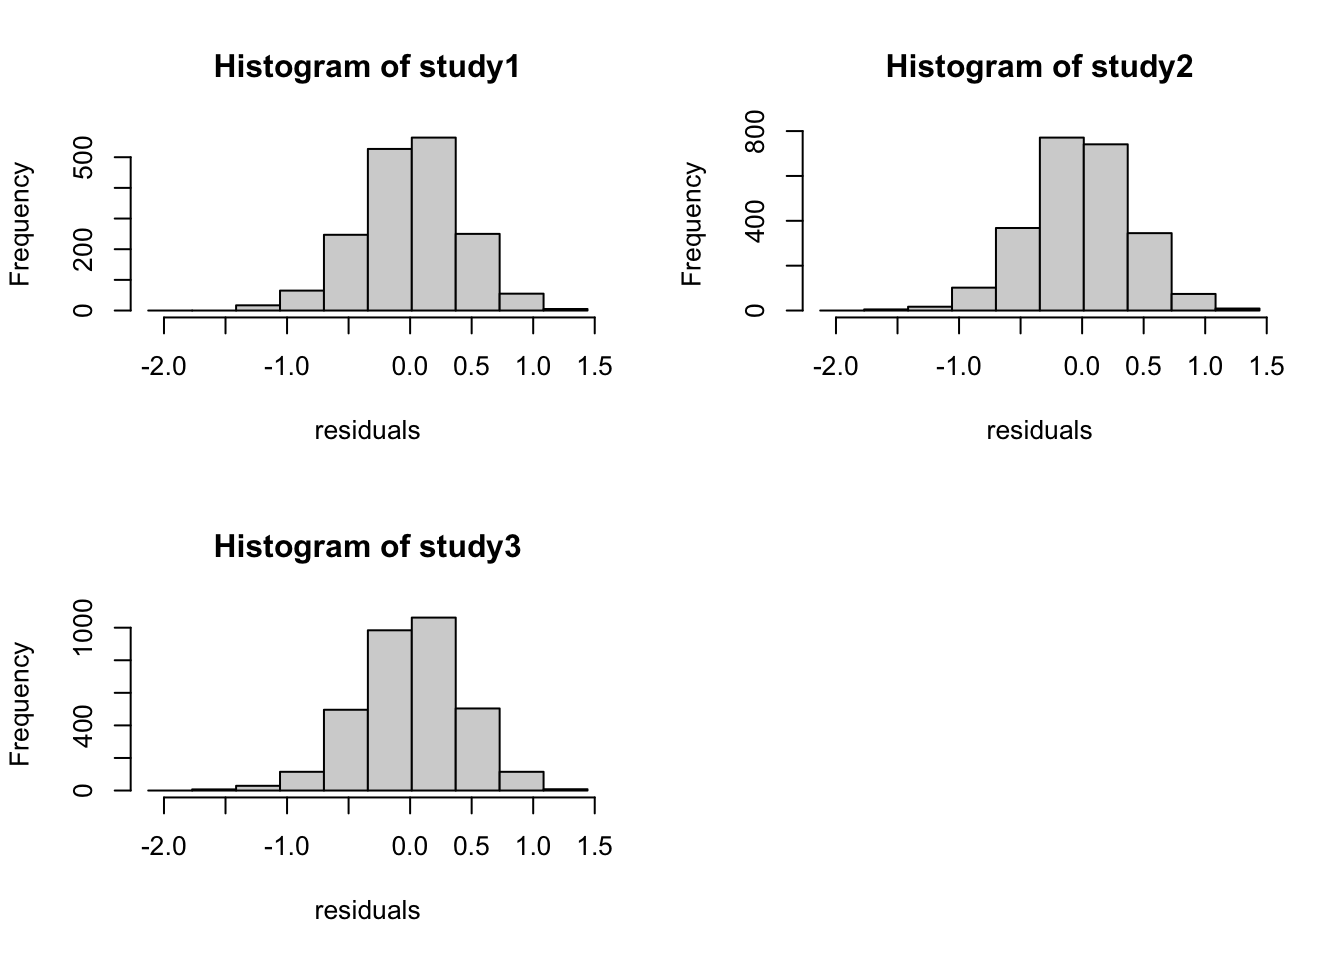 Histogram of study1
Frequency
500
200
0
-2.0 -1.0 0.0 0.5 1.0 1.5
residuals
Histogram of study2
Frequency
800
400
0
-2.0 -1.0 0.0 0.5 1.0 1.5
residuals
Histogram of study3
Frequency
1000
400
0
-2.0 -1.0 0.0 0.5 1.0 1.5
residuals